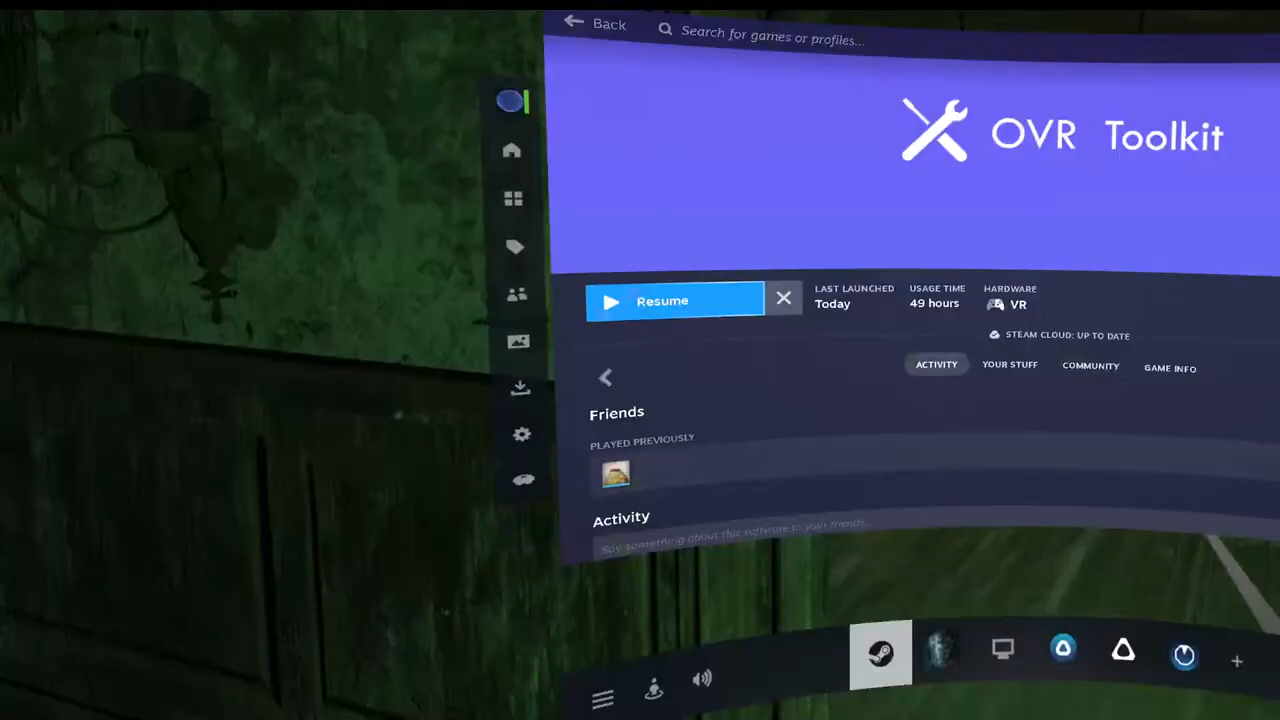 Back
Search for games or profiles...
OVR Toolkit
Resume
LAST LAUNCHED
Today
USAGE TIME
49 hours
HARDWARE
VR
STEAM CLOUD: UP TO DATE
ACTIVITY
YOUR STUFF
COMMUNITY
GAME INFO
Friends
PLAYED PREVIOUSLY
Activity
Say something about this software to your friends...